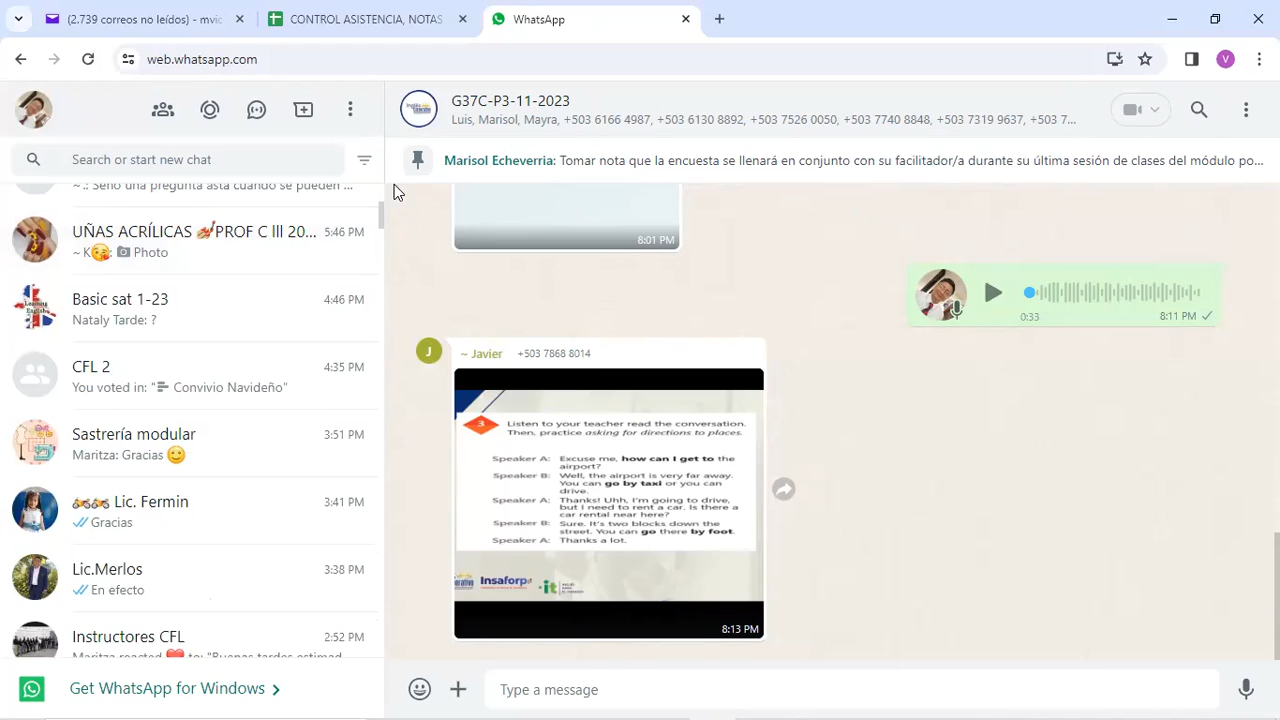 (2.739 correos no leídos) - mvic
CONTROL ASISTENCIA, NOTAS
WhatsApp
web.whatsapp.com
V
G37C-P3-11-2023
Luis, Marisol, Mayra, +503 6166 4987, +503 6130 8892, +503 7526 0050, +503 7740 8848, +503 7319 9637, +503 7...
Search or start new chat
Marisol Echeverria: Tomar nota que la encuesta se llenará en conjunto con su facilitador/a durante su última sesión de clases del módulo po...
~ .: Seño una pregunta asta cuando se pueden ...
UÑAS ACRÍLICAS 💅PROF C lll 20... 5:46 PM
~ K😘: Photo
Basic sat 1-23 4:46 PM
Nataly Tarde: ?
CFL 2 4:35 PM
You voted in: " Convivio Navideño"
Sastrería modular 3:51 PM
Maritza: Gracias 😊
Lic. Fermin 3:41 PM
Gracias
Lic.Merlos 3:38 PM
En efecto
Instructores CFL 2:52 PM
Maritza reacted ❤️ to: "Buenas tardes estimad...
Get WhatsApp for Windows
8:01 PM
0:33 8:11 PM
J
~ Javier +503 7868 8014
3 Listen to your teacher read the conversation.
Then, practice asking for directions to places.
Speaker A: Excuse me, how can I get to the
airport?
Speaker B: Well, the airport is very far away.
You can go by taxi or you can
drive.
Speaker A: Thanks! Uhh, I'm going to drive,
but I need to rent a car. Is there a
car rental near here?
Speaker B: Sure. It's two blocks down the
street. You can go there by foot.
Speaker A: Thanks a lot.
Insaforp
it
8:13 PM
Type a message